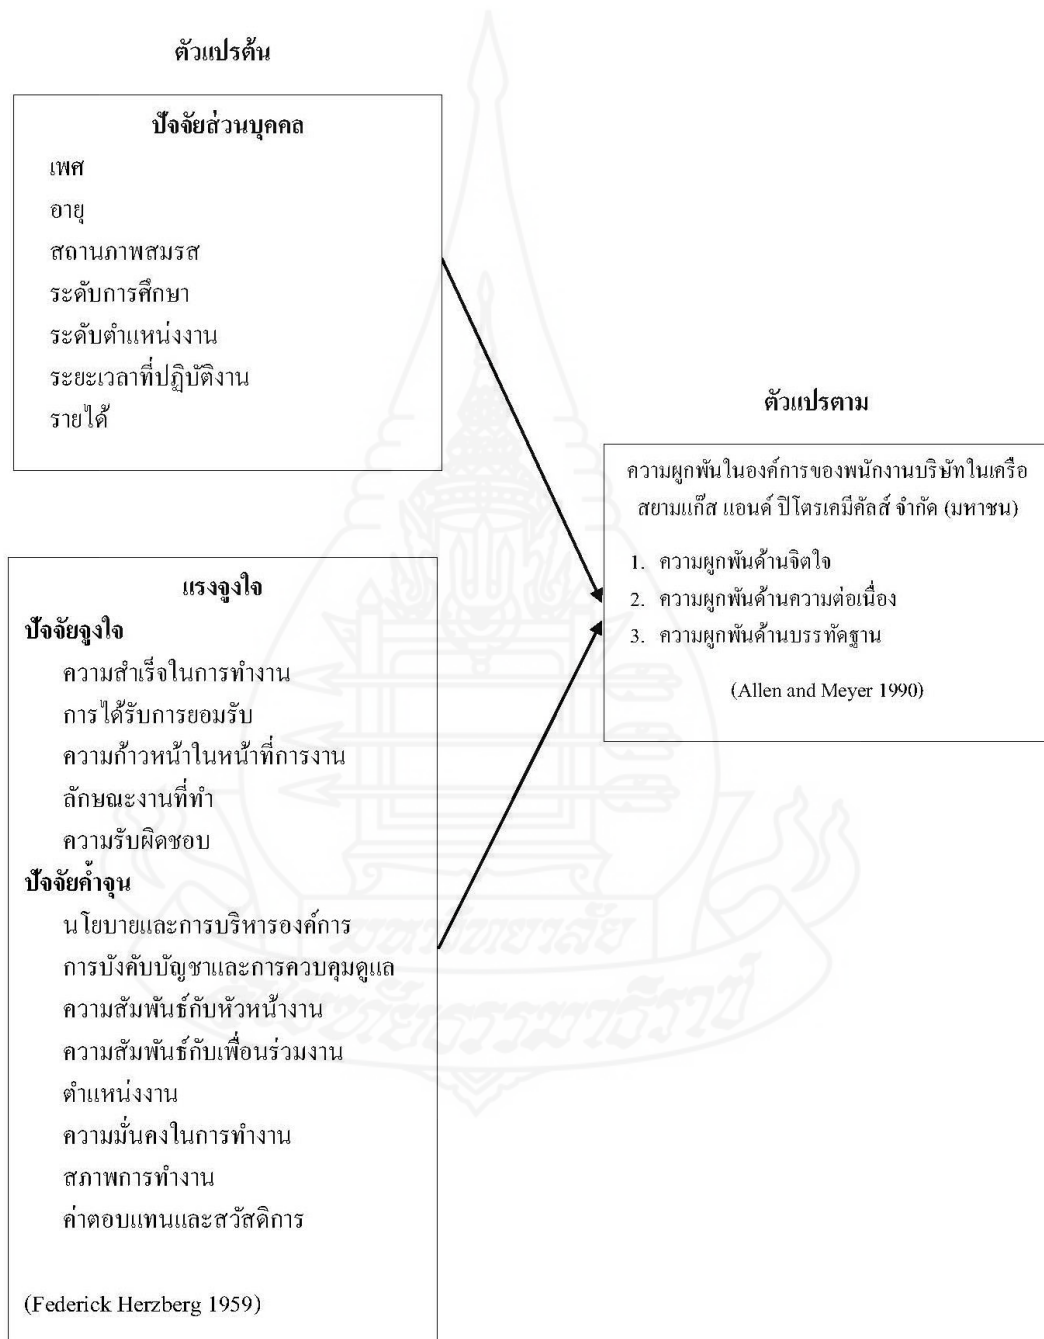 ตัวแปรต้น
ปัจจัยส่วนบุคคล
เพศ
อายุ
สถานภาพสมรส
ระดับการศึกษา
ระดับตำแหน่งงาน
ระยะเวลาที่ปฏิบัติงาน
รายได้
แรงจูงใจ
ปัจจัยจูงใจ
ความสำเร็จในการทำงาน
การได้รับการยอมรับ
ความก้าวหน้าในหน้าที่การงาน
ลักษณะงานที่ทำ
ความรับผิดชอบ
ปัจจัยค้ำจุน
นโยบายและการบริหารองค์การ
การบังคับบัญชาและการควบคุมดูแล
ความสัมพันธ์กับหัวหน้างาน
ความสัมพันธ์กับเพื่อนร่วมงาน
ตำแหน่งงาน
ความมั่นคงในการทำงาน
สภาพการทำงาน
ค่าตอบแทนและสวัสดิการ
(Federick Herzberg 1959)
ตัวแปรตาม
ความผูกพันในองค์การของพนักงานบริษัทในเครือ
สยามแก๊ส แอนด์ ปิโตรเคมีคัลส์ จำกัด (มหาชน)
1. ความผูกพันด้านจิตใจ
2. ความผูกพันด้านความต่อเนื่อง
3. ความผูกพันด้านบรรทัดฐาน
(Allen and Meyer 1990)
มหาวิทยาลัย
สุโขทัยธรรมาธิราช